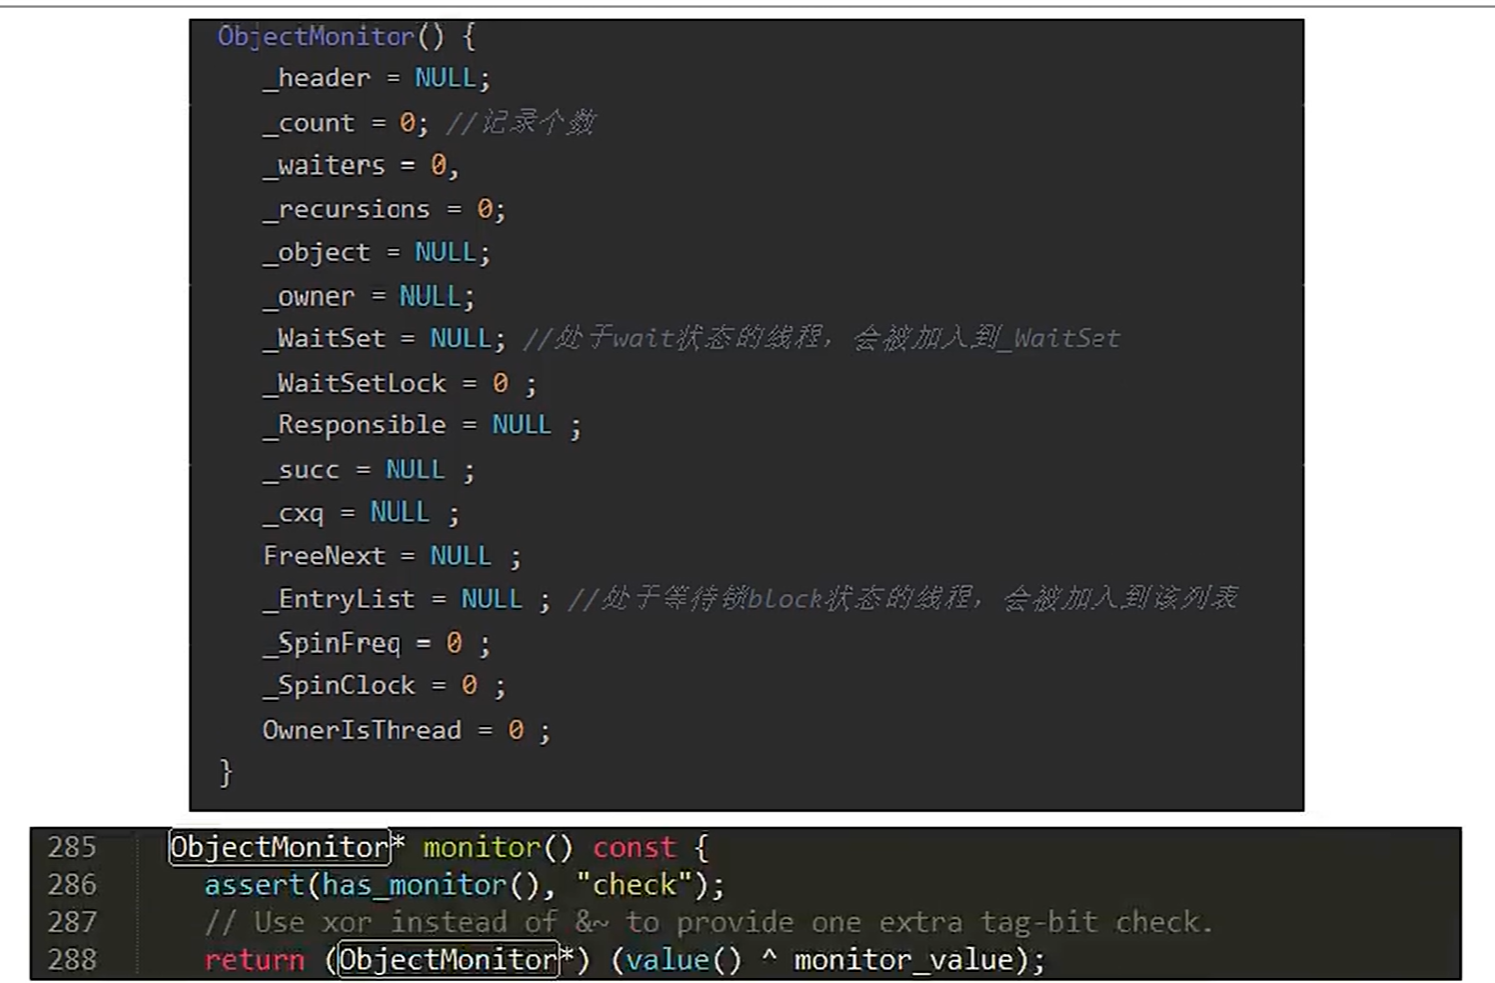 ObjectMonitor() {
_header = NULL;
_count = 0; //记录个数
_waiters = 0,
_recursions = 0;
_object = NULL;
_owner = NULL;
_WaitSet = NULL; //处于wait状态的线程，会被加入到_WaitSet
_WaitSetLock = 0 ;
_Responsible = NULL ;
_succ = NULL ;
_cxq = NULL ;
FreeNext = NULL ;
_EntryList = NULL ; //处于等待锁block状态的线程，会被加入到该列表
_SpinFreq = 0 ;
_SpinClock = 0 ;
OwnerIsThread = 0 ;
}
285 ObjectMonitor* monitor() const {
286 assert(has_monitor(), "check");
287 // Use xor instead of &~ to provide one extra tag-bit check.
288 return (ObjectMonitor*) (value() ^ monitor_value);